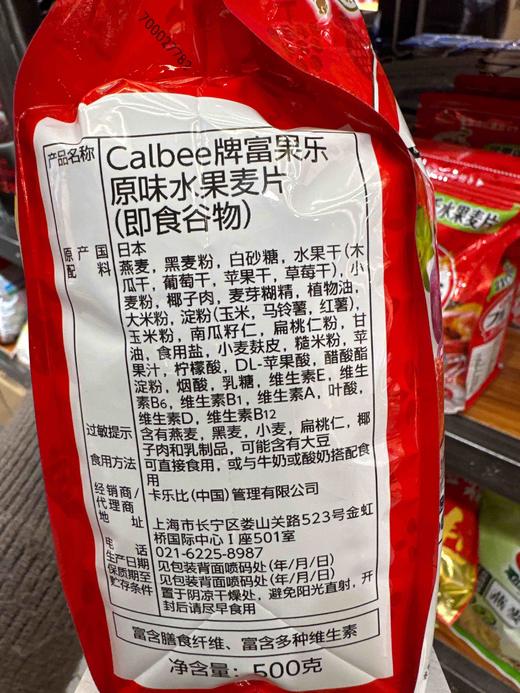 700027782
产品名称
Calbee牌富果乐
原味水果麦片
(即食谷物)
原产国 日本
配料 燕麦，黑麦粉，白砂糖，水果干(木
瓜干，葡萄干，苹果干，草莓干)，小
麦粉，椰子肉，麦芽糊精，植物油，
大米粉，淀粉(玉米，马铃薯，红薯)，
玉米粉，南瓜籽仁，扁桃仁粉，甘
油，食用盐，小麦麸皮，糙米粉，苹
果汁，柠檬酸，DL-苹果酸，醋酸酯
淀粉，烟酸，乳糖，维生素E，维生
素B6，维生素B1，维生素A，叶酸，
维生素D，维生素B12
过敏提示 含有燕麦，黑麦，小麦，扁桃仁，椰
子肉和乳制品，可能含有大豆
食用方法 可直接食用，或与牛奶或酸奶搭配食
用
经销商/
代理商 卡乐比(中国)管理有限公司
地址 上海市长宁区娄山关路523号金虹
桥国际中心Ⅰ座501室
电话 021-6225-8987
生产日期 见包装背面喷码处(年/月/日)
保质期至 见包装背面喷码处(年/月/日)
贮存条件 置于阴凉干燥处，避免阳光直射，开
封后请尽早食用
富含膳食纤维、富含多种维生素
净含量：500克
水果麦片
燕麦